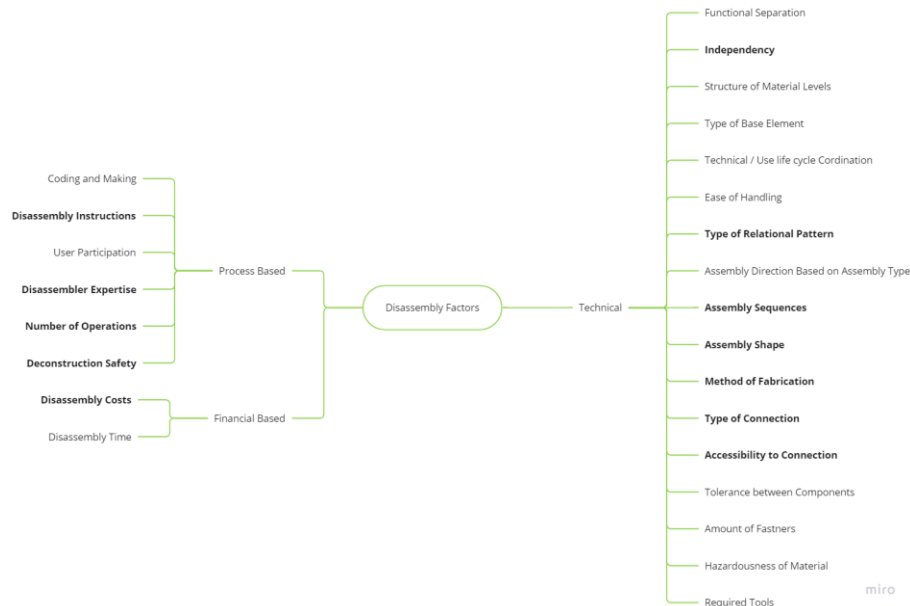 Disassembly Factors
Process Based
Coding and Making
Disassembly Instructions
User Participation
Disassembler Expertise
Number of Operations
Deconstruction Safety
Financial Based
Disassembly Costs
Disassembly Time
Technical
Functional Separation
Independency
Structure of Material Levels
Type of Base Element
Technical / Use life cycle Cordination
Ease of Handling
Type of Relational Pattern
Assembly Direction Based on Assembly Type
Assembly Sequences
Assembly Shape
Method of Fabrication
Type of Connection
Accessibility to Connection
Tolerance between Components
Amount of Fastners
Hazardousness of Material
Required Tools
miro